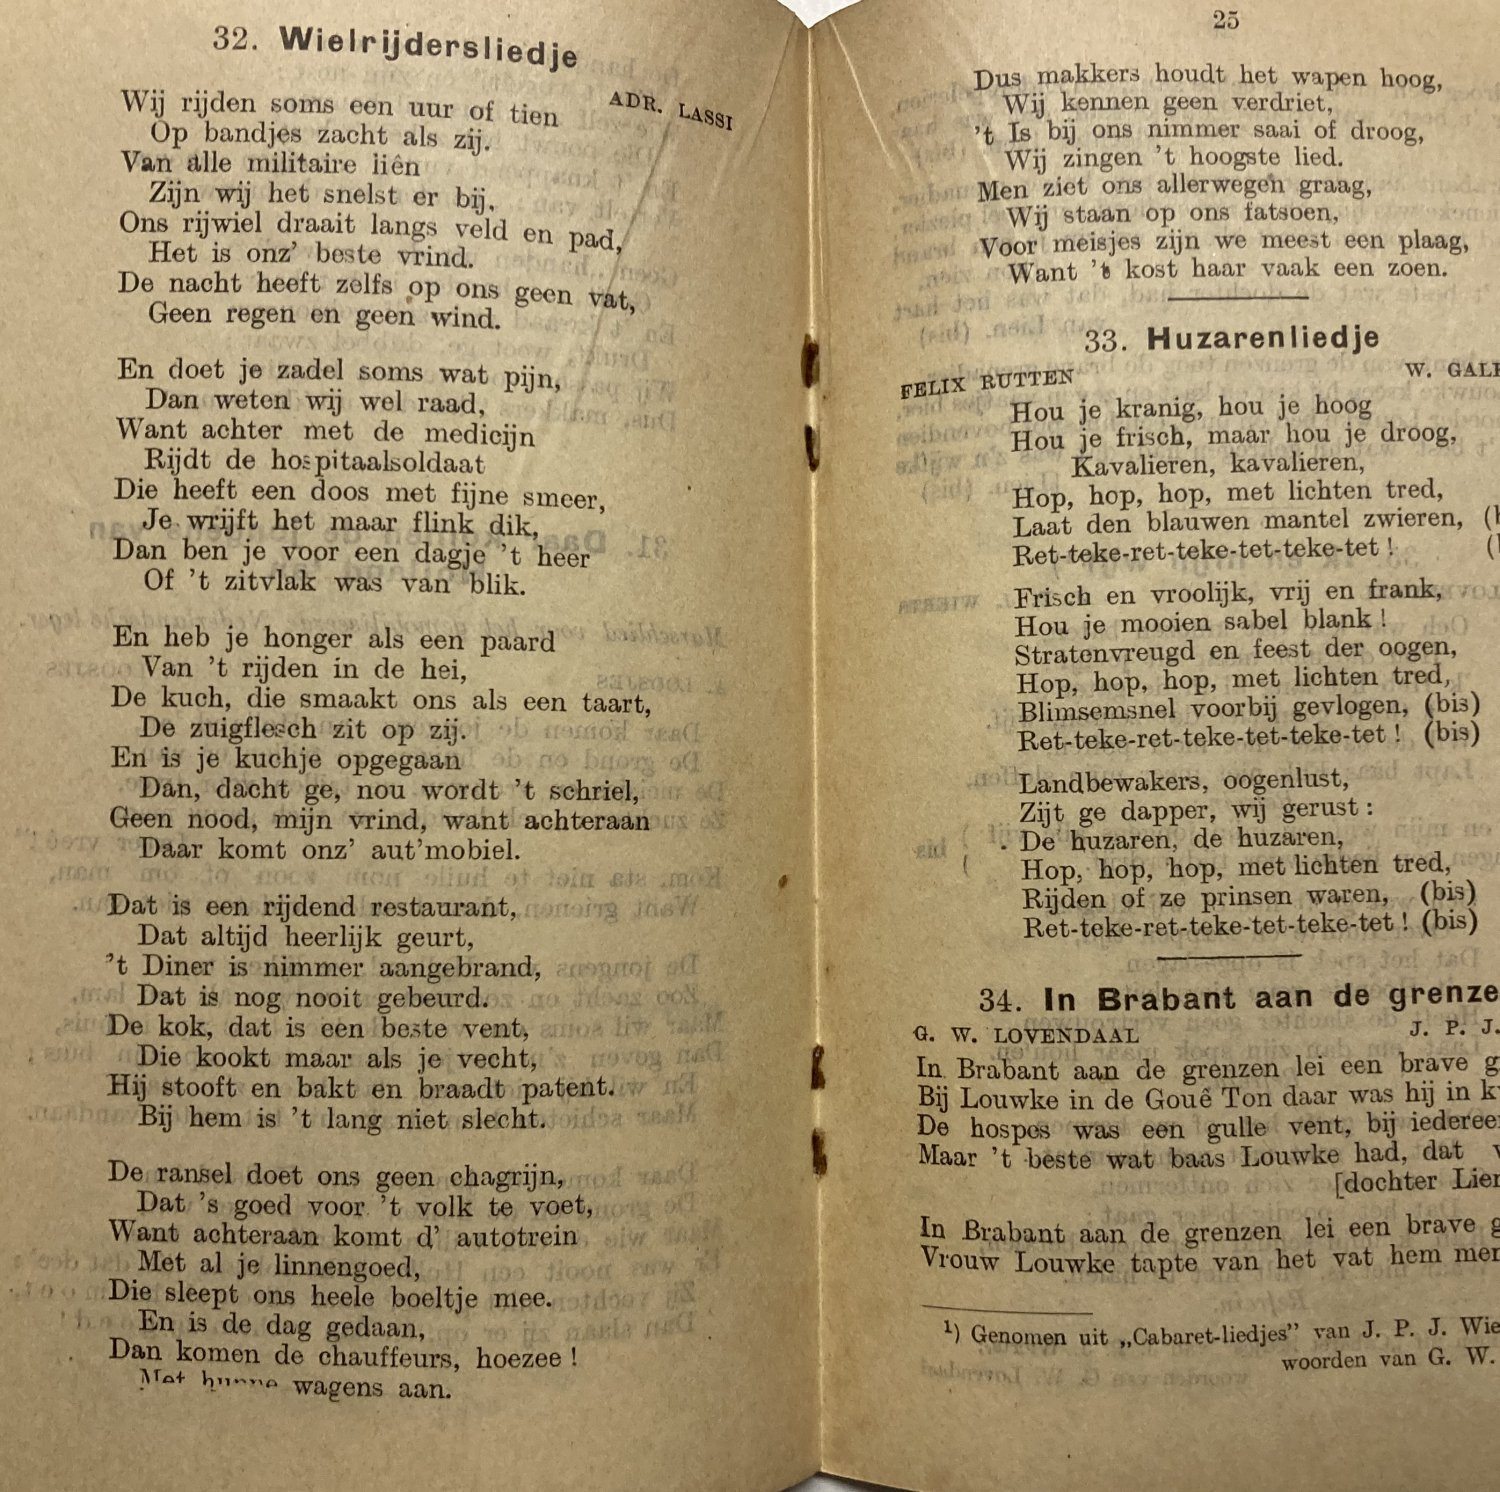 32. Wielrijdersliedje
ADR. LASSI
Wij rijden soms een uur of tien
Op bandjes zacht als zij.
Van alle militaire liên
Zijn wij het snelst er bij.
Ons rijwiel draait langs veld en pad,
Het is onz' beste vrind.
De nacht heeft zelfs op ons geen vat,
Geen regen en geen wind.
En doet je zadel soms wat pijn,
Dan weten wij wel raad,
Want achter met de medicijn
Rijdt de hospitaalsoldaat
Die heeft een doos met fijne smeer,
Je wrijft het maar flink dik,
Dan ben je voor een dagje 't heer
Of 't zitvlak was van blik.
En heb je honger als een paard
Van 't rijden in de hei,
De kuch, die smaakt ons als een taart,
De zuigflesch zit op zij.
En is je kuchje opgegaan
Dan, dacht ge, nou wordt 't schriel,
Geen nood, mijn vrind, want achteraan
Daar komt onz' aut'mobiel.
Dat is een rijdend restaurant,
Dat altijd heerlijk geurt,
't Diner is nimmer aangebrand,
Dat is nog nooit gebeurd.
De kok, dat is een beste vent,
Die kookt maar als je vecht,
Hij stooft en bakt en braadt patent.
Bij hem is 't lang niet slecht.
De ransel doet ons geen chagrijn,
Dat 's goed voor 't volk te voet,
Want achteraan komt d' autotrein
Met al je linnengoed,
Die sleept ons heele boeltje mee.
En is de dag gedaan,
Dan komen de chauffeurs, hoezee !
Met hunne wagens aan.
25
Dus makkers houdt het wapen hoog,
Wij kennen geen verdriet,
't Is bij ons nimmer saai of droog,
Wij zingen 't hoogste lied.
Men ziet ons allerwegen graag,
Wij staan op ons fatsoen,
Voor meisjes zijn we meest een plaag,
Want 't kost haar vaak een zoen.
33. Huzarenliedje
FELIX RUTTEN W. GALE
Hou je kranig, hou je hoog
Hou je frisch, maar hou je droog,
Kavalieren, kavalieren,
Hop, hop, hop, met lichten tred,
Laat den blauwen mantel zwieren, (b
Ret-teke-ret-teke-tet-teke-tet ! (b
Frisch en vroolijk, vrij en frank,
Hou je mooien sabel blank !
Stratenvreugd en feest der oogen,
Hop, hop, hop, met lichten tred,
Blimsemsnel voorbij gevlogen, (bis)
Ret-teke-ret-teke-tet-teke-tet ! (bis)
Landbewakers, oogenlust,
Zijt ge dapper, wij gerust :
De huzaren, de huzaren,
Hop, hop, hop, met lichten tred,
Rijden of ze prinsen waren, (bis)
Ret-teke-ret-teke-tet-teke-tet ! (bis)
34. In Brabant aan de grenze
G. W. LOVENDAAL J. P. J.
In Brabant aan de grenzen lei een brave g
Bij Louwke in de Gouê Ton daar was hij in k
De hospes was een gulle vent, bij iederee
Maar 't beste wat baas Louwke had, dat
[dochter Lien
In Brabant aan de grenzen lei een brave g
Vrouw Louwke tapte van het vat hem men
1) Genomen uit „Cabaret-liedjes” van J. P. J. Wie
woorden van G. W.